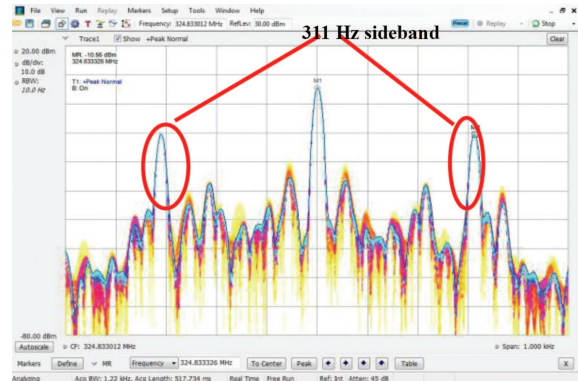 File View Run Replay Markers Setup Tools Window Help
Frequency: 324.833012 MHz RefLev: 30.00 dBm Preset Replay Stop
Trace1 Show +Peak Normal Clear
311 Hz sideband
20.00 dBm
dB/div:
10.0 dB
RBW:
10.0 Hz
MR: -10.56 dBm
324.833326 MHz
T1: +Peak Normal
B: On
M1
-80.00 dBm
Autoscale CF: 324.833012 MHz Span: 1.000 kHz
Markers Define MR Frequency 324.833326 MHz To Center Peak Table X
Analyzing Acq BW: 1.22 kHz, Acq Length: 517.734 ms Real Time Free Run Ref: Int Atten: 45 dB